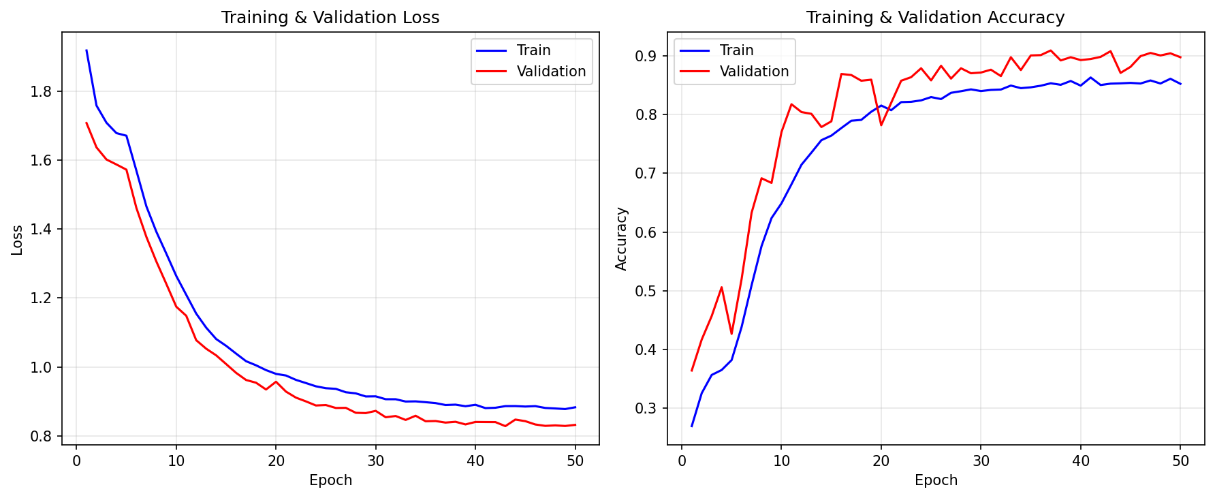 Training & Validation Loss
Train
Validation
1.8
1.6
1.4
1.2
1.0
0.8
Loss
0 10 20 30 40 50
Epoch
Training & Validation Accuracy
Train
Validation
0.9
0.8
0.7
0.6
0.5
0.4
0.3
Accuracy
0 10 20 30 40 50
Epoch